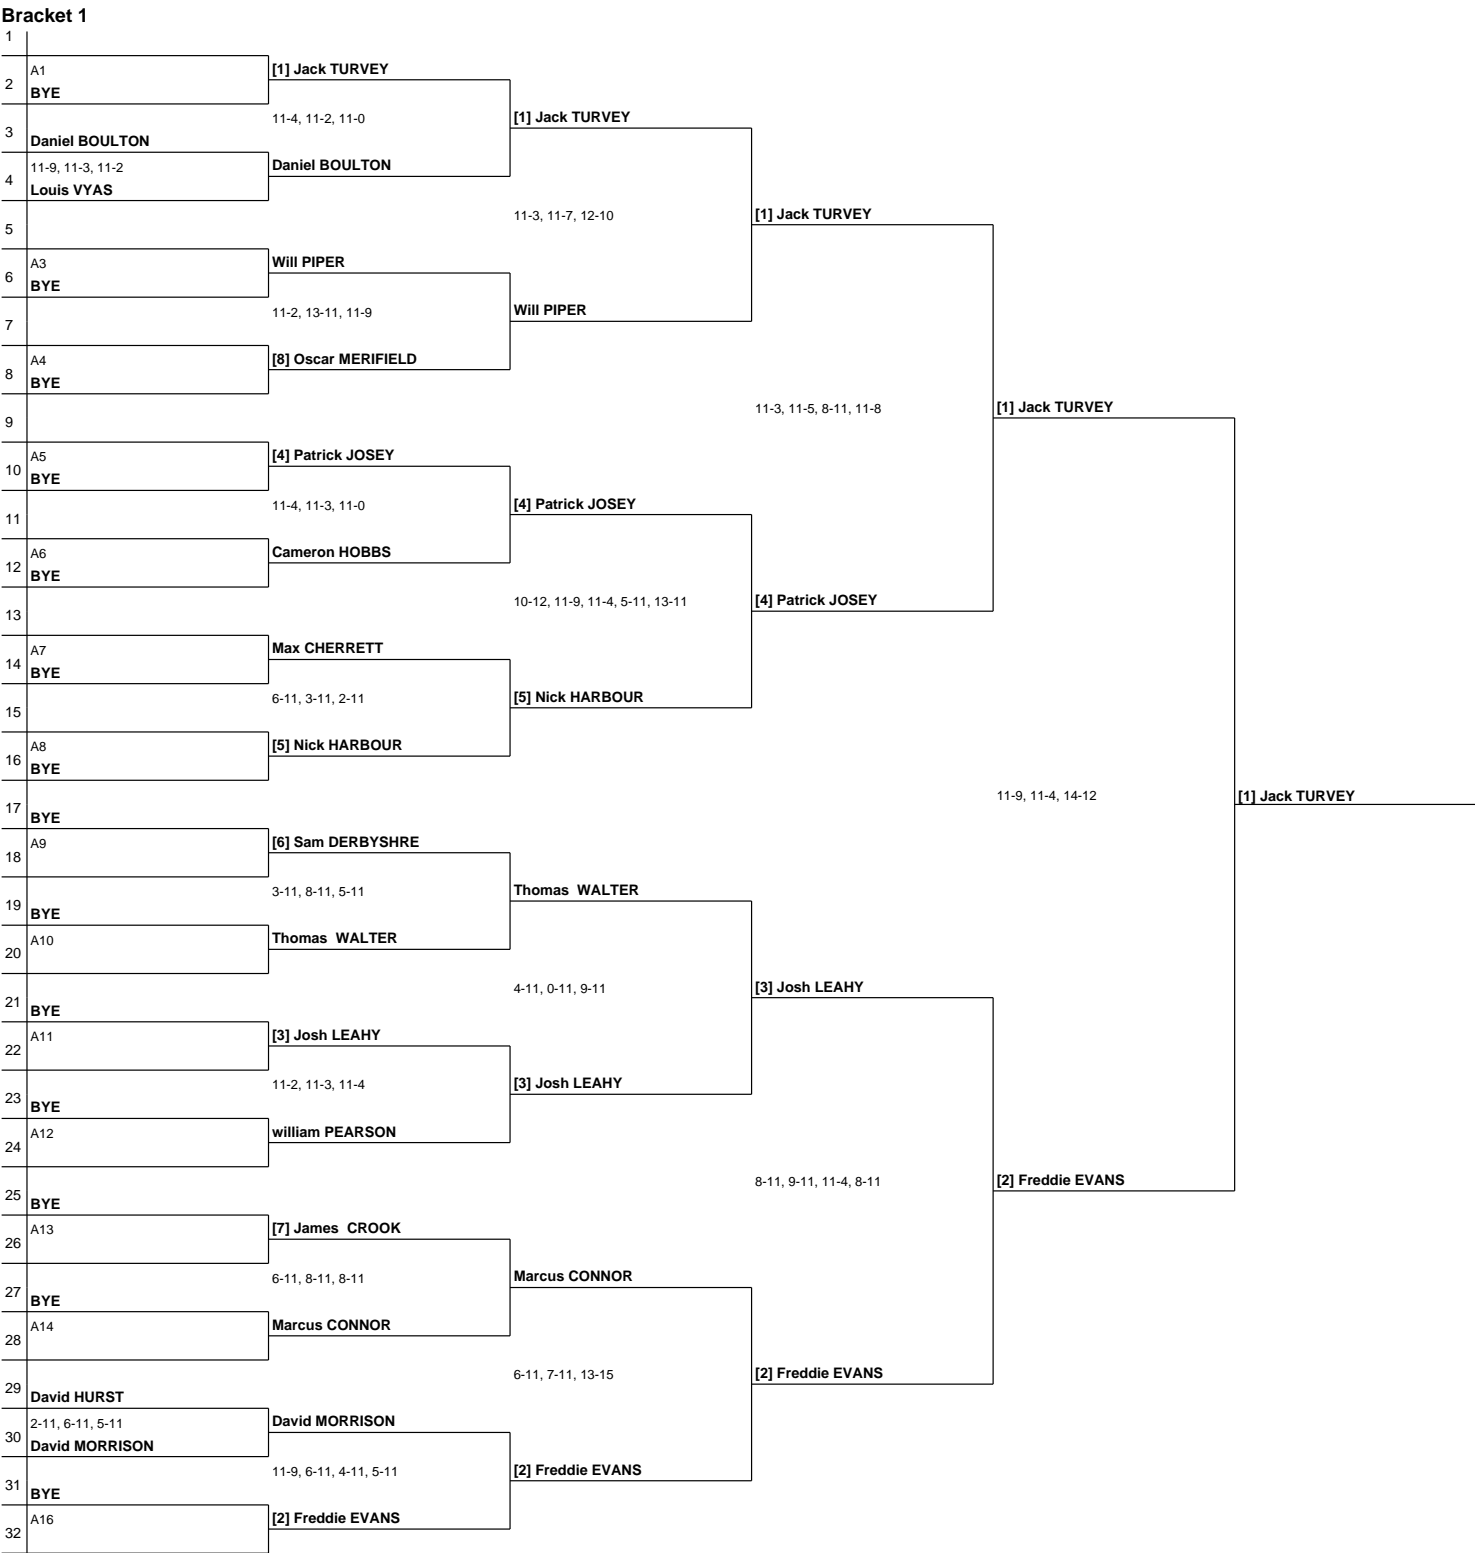 Bracket 1
1
A1
[1] Jack TURVEY
2
BYE
11-4, 11-2, 11-0
[1] Jack TURVEY
3
Daniel BOULTON
11-9, 11-3, 11-2
Daniel BOULTON
4
Louis VYAS
11-3, 11-7, 12-10
[1] Jack TURVEY
5
A3
Will PIPER
6
BYE
11-2, 13-11, 11-9
Will PIPER
7
A4
[8] Oscar MERIFIELD
8
BYE
11-3, 11-5, 8-11, 11-8
[1] Jack TURVEY
9
A5
[4] Patrick JOSEY
10
BYE
11-4, 11-3, 11-0
[4] Patrick JOSEY
11
A6
Cameron HOBBS
12
BYE
10-12, 11-9, 11-4, 5-11, 13-11
[4] Patrick JOSEY
13
A7
Max CHERRETT
14
BYE
6-11, 3-11, 2-11
[5] Nick HARBOUR
15
A8
[5] Nick HARBOUR
16
BYE
11-9, 11-4, 14-12
[1] Jack TURVEY
17
BYE
A9
[6] Sam DERBYSHRE
18
3-11, 8-11, 5-11
Thomas WALTER
19
BYE
A10
Thomas WALTER
20
4-11, 0-11, 9-11
[3] Josh LEAHY
21
BYE
A11
[3] Josh LEAHY
22
11-2, 11-3, 11-4
[3] Josh LEAHY
23
BYE
A12
william PEARSON
24
8-11, 9-11, 11-4, 8-11
[2] Freddie EVANS
25
BYE
A13
[7] James CROOK
26
6-11, 8-11, 8-11
Marcus CONNOR
27
BYE
A14
Marcus CONNOR
28
6-11, 7-11, 13-15
[2] Freddie EVANS
29
David HURST
2-11, 6-11, 5-11
David MORRISON
30
David MORRISON
11-9, 6-11, 4-11, 5-11
[2] Freddie EVANS
31
BYE
A16
[2] Freddie EVANS
32